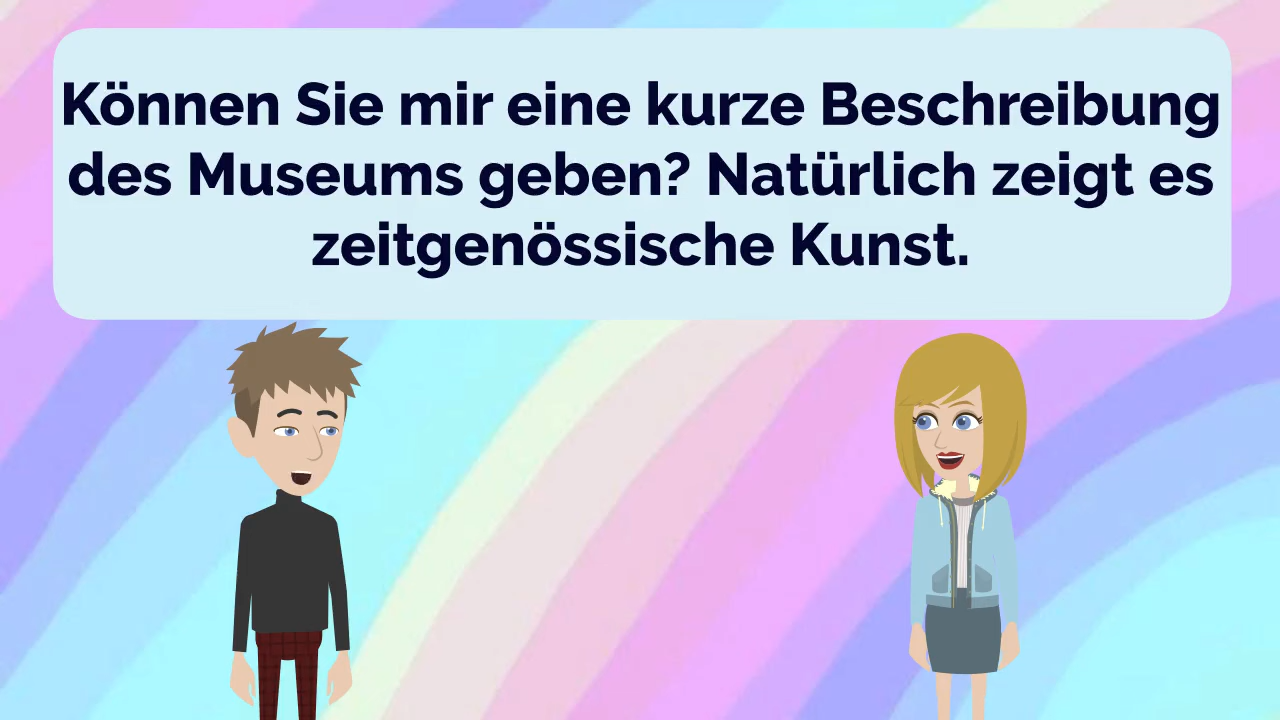 Können Sie mir eine kurze Beschreibung
des Museums geben? Natürlich zeigt es
zeitgenössische Kunst.